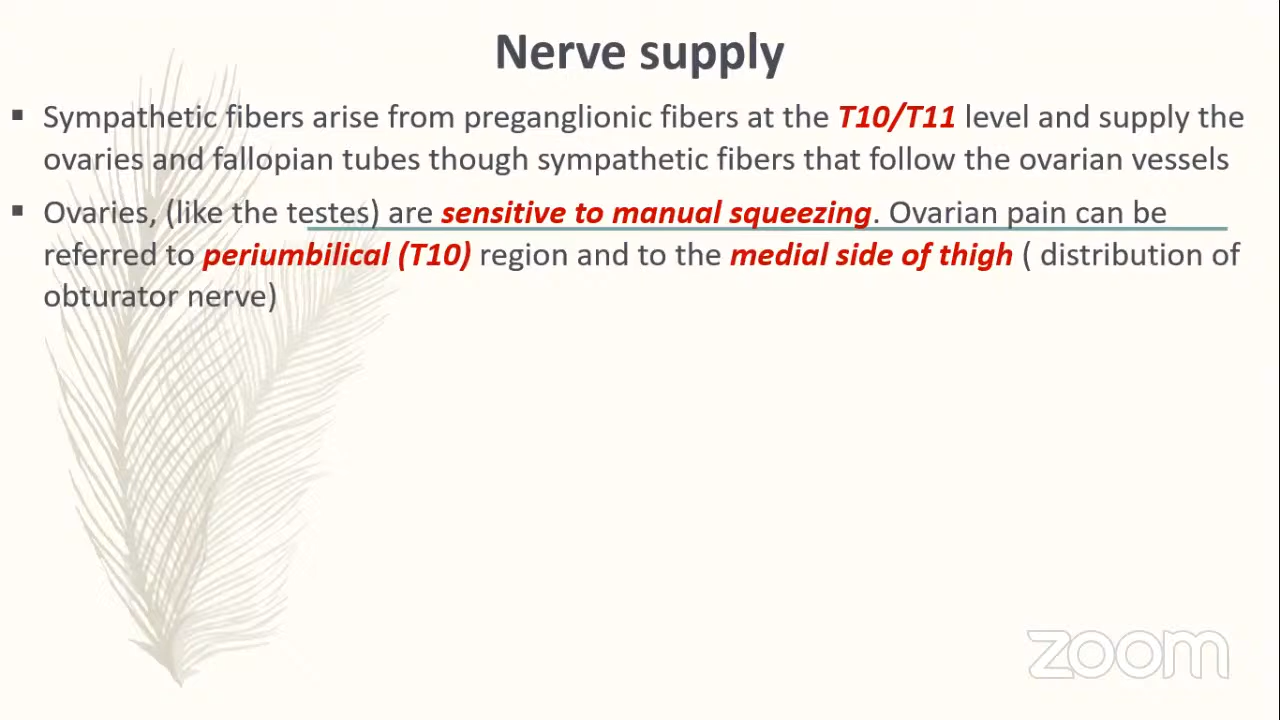 Nerve supply
▪ Sympathetic fibers arise from preganglionic fibers at the T10/T11 level and supply the
ovaries and fallopian tubes though sympathetic fibers that follow the ovarian vessels
▪ Ovaries, (like the testes) are sensitive to manual squeezing. Ovarian pain can be
referred to periumbilical (T10) region and to the medial side of thigh ( distribution of
obturator nerve)
zoom